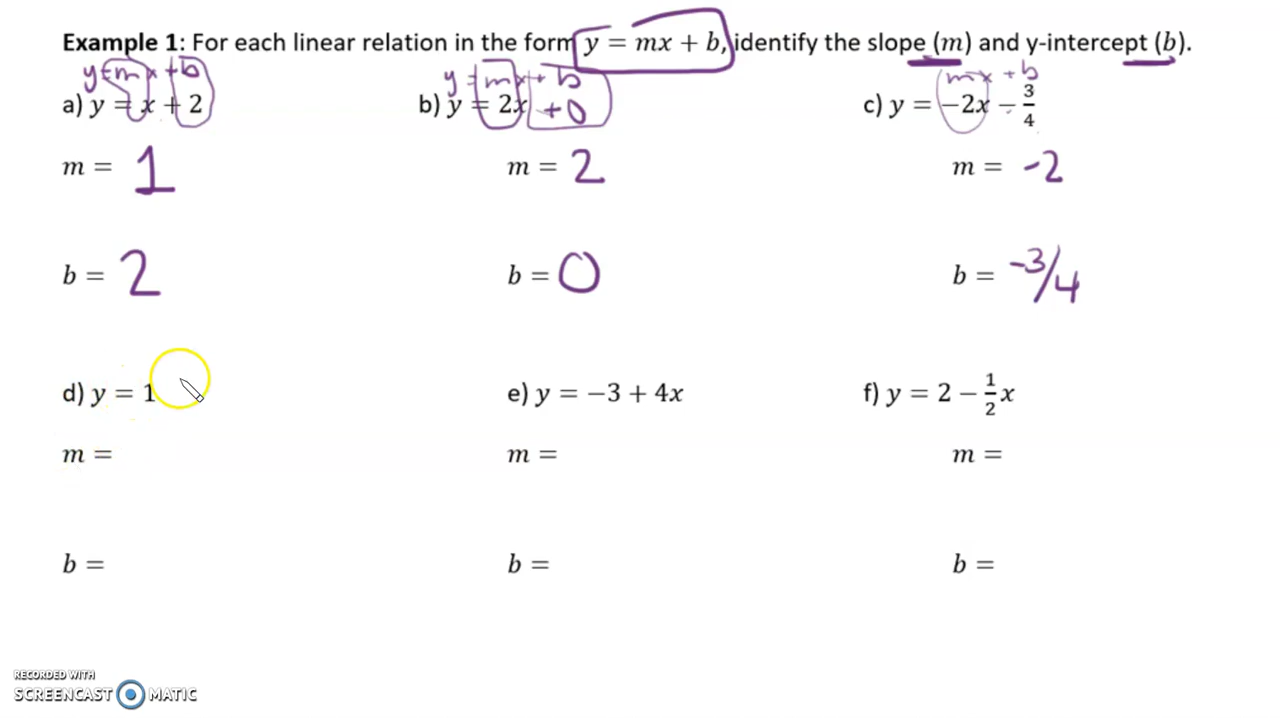 Example 1: For each linear relation in the form y = mx + b, identify the slope (m) and y-intercept (b).
y=mx+b y=mx+b mx+b
a) y = x + 2 b) y = 2x +0 c) y = −2x − 3/4
m = 1 m = 2 m = -2
b = 2 b = 0 b = -3/4
d) y = 1 e) y = −3 + 4x f) y = 2 − 1/2 x
m = m = m =
b = b = b =
RECORDED WITH
SCREENCAST MATIC